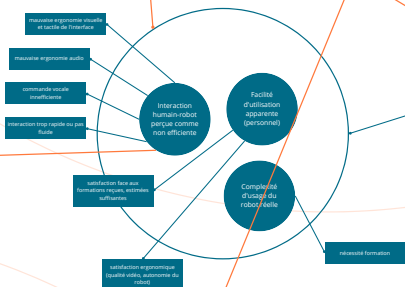 mauvaise ergonomie visuelle
et tactile de l'interface
mauvaise ergonomie audio
commande vocale
innefficiente
interaction trop rapide ou pas
fluide
Interaction
humain-robot
perçue comme
non efficiente
Facilité
d'utilisation
apparente
(personnel)
satisfaction face aux
formations reçues, estimées
suffisantes
Complexité
d'usage du
robot réelle
nécessité formation
satisfaction ergonomique
(qualité vidéo, autonomie du
robot)